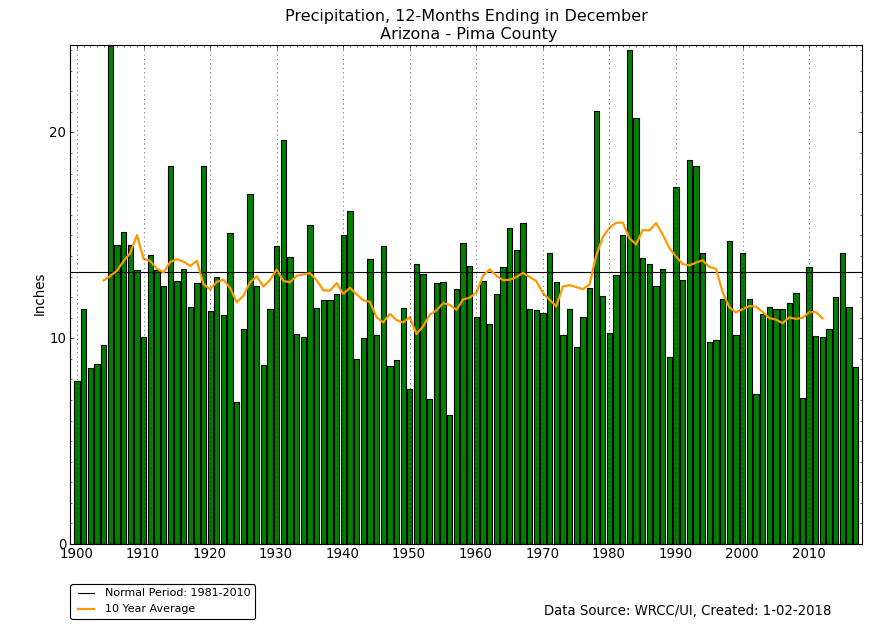 Precipitation, 12-Months Ending in December
Arizona - Pima County
Inches
20
10
0
1900 1910 1920 1930 1940 1950 1960 1970 1980 1990 2000 2010
Normal Period: 1981-2010
10 Year Average
Data Source: WRCC/UI, Created: 1-02-2018